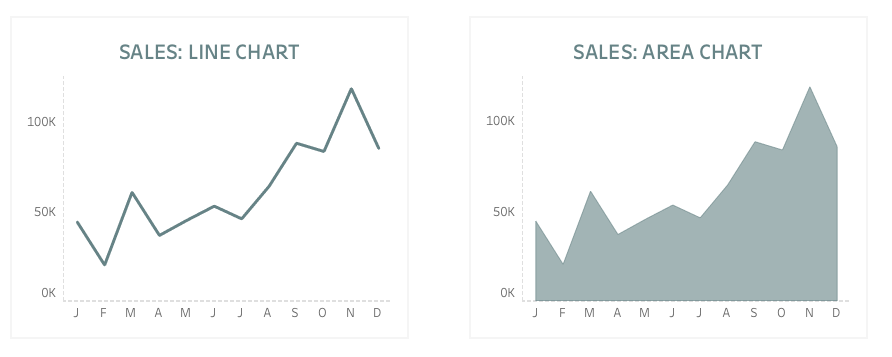 SALES: LINE CHART
100K
50K
0K
J F M A M J J A S O N D
SALES: AREA CHART
100K
50K
0K
J F M A M J J A S O N D